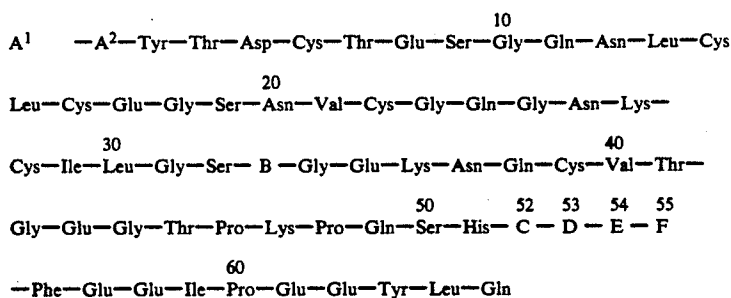 10
A¹ —A²—Tyr—Thr—Asp—Cys—Thr—Glu—Ser—Gly—Gln—Asn—Leu—Cys
20
Leu—Cys—Glu—Gly—Ser—Asn—Val—Cys—Gly—Gln—Gly—Asn—Lys—
30 40
Cys—Ile—Leu—Gly—Ser—B—Gly—Glu—Lys—Asn—Gln—Cys—Val—Thr—
50 52 53 54 55
Gly—Glu—Gly—Thr—Pro—Lys—Pro—Gln—Ser—His—C—D—E—F
60
—Phe—Glu—Glu—Ile—Pro—Glu—Glu—Tyr—Leu—Gln